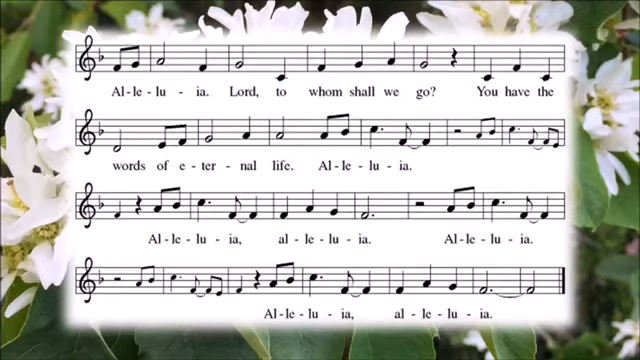 Al - le - lu - ia. Lord, to whom shall we go? You have the
words of e - ter - nal life. Al - le - lu - ia.
Al - le - lu - ia, al - le - lu - ia. Al - le - lu - ia.
Al - le - lu - ia, al - le - lu - ia.